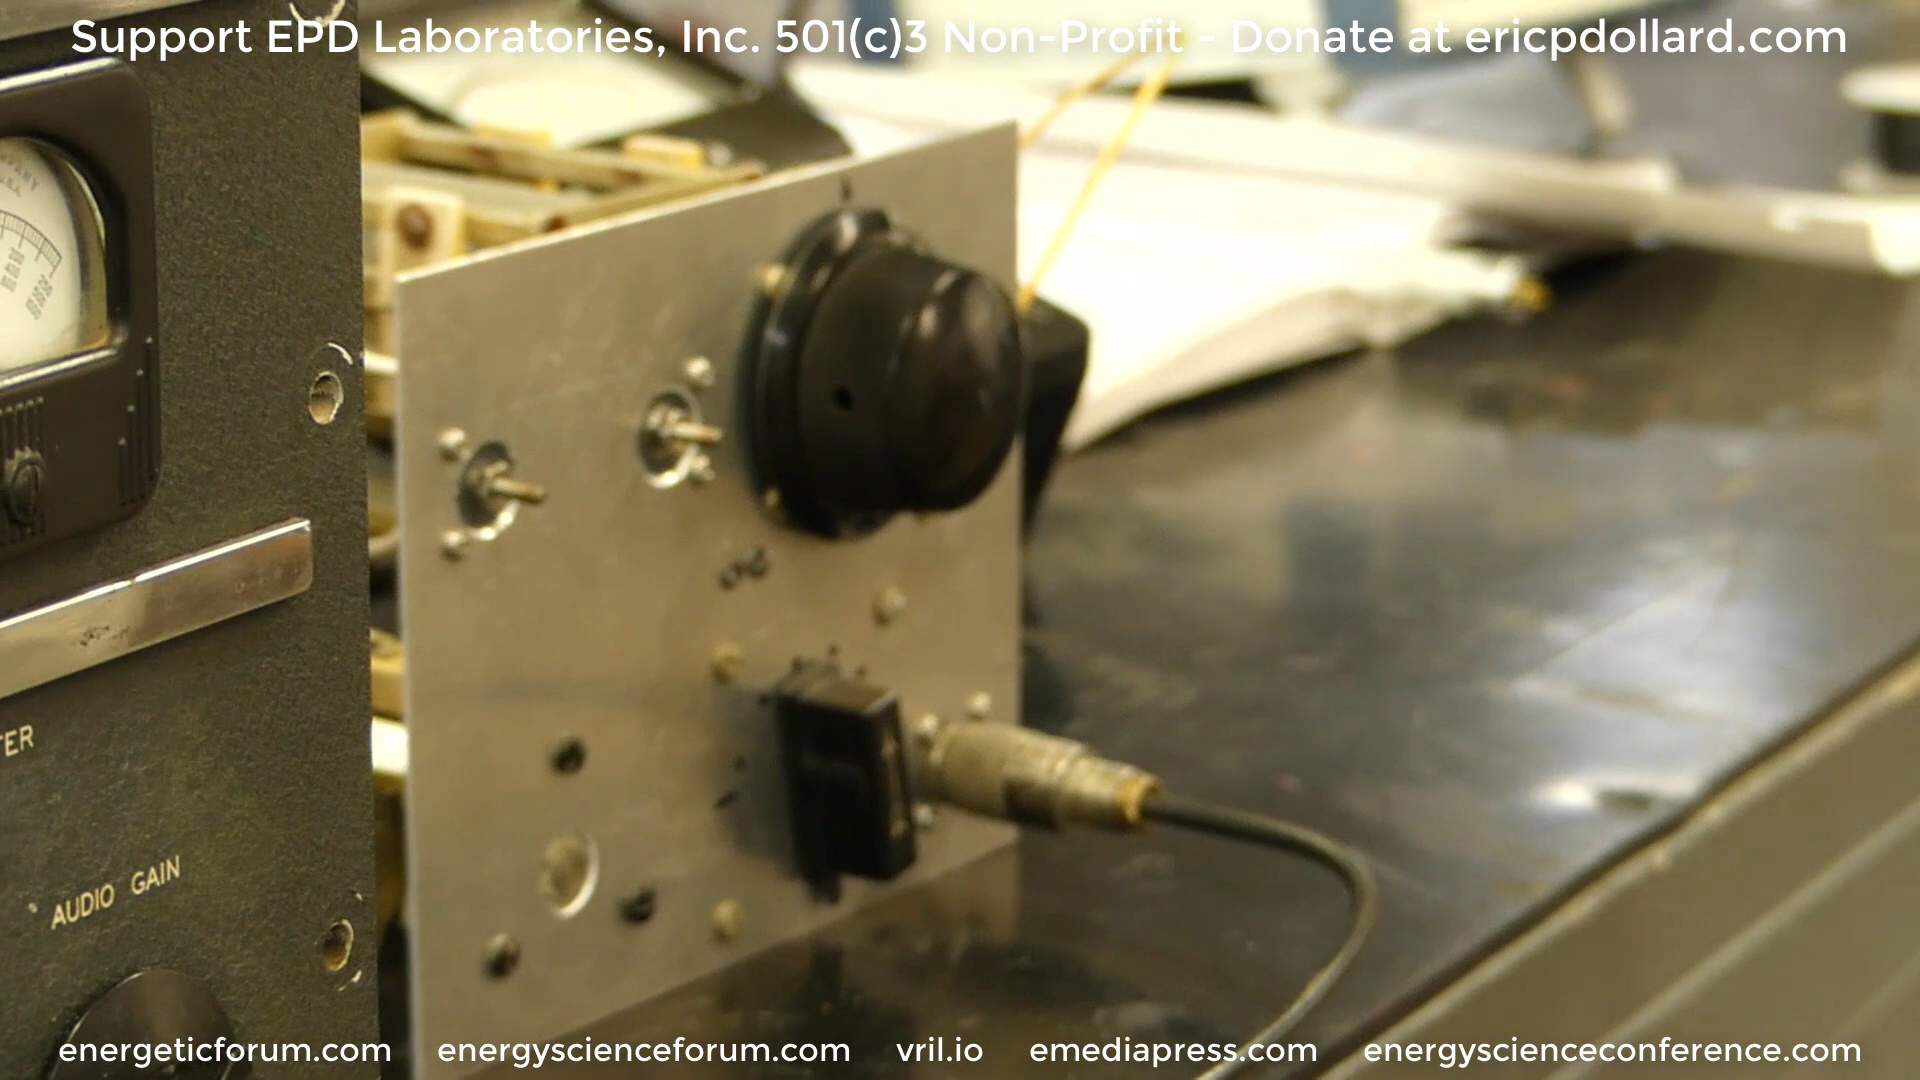 Support EPD Laboratories, Inc. 501(c)3 Non-Profit - Donate at ericpdollard.com
U.S.A.
TER
AUDIO GAIN
energeticforum.com energyscienceforum.com vril.io emediapress.com energyscienceconference.com